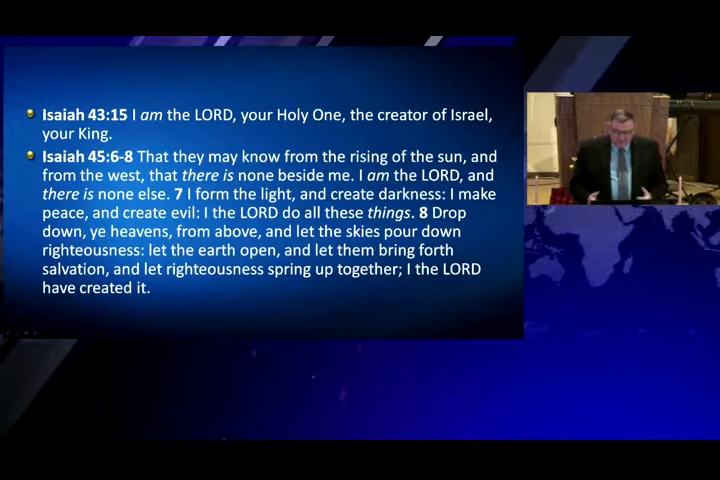 Isaiah 43:15 I am the LORD, your Holy One, the creator of Israel,
your King.
Isaiah 45:6-8 That they may know from the rising of the sun, and
from the west, that there is none beside me. I am the LORD, and
there is none else. 7 I form the light, and create darkness: I make
peace, and create evil: I the LORD do all these things. 8 Drop
down, ye heavens, from above, and let the skies pour down
righteousness: let the earth open, and let them bring forth
salvation, and let righteousness spring up together; I the LORD
have created it.